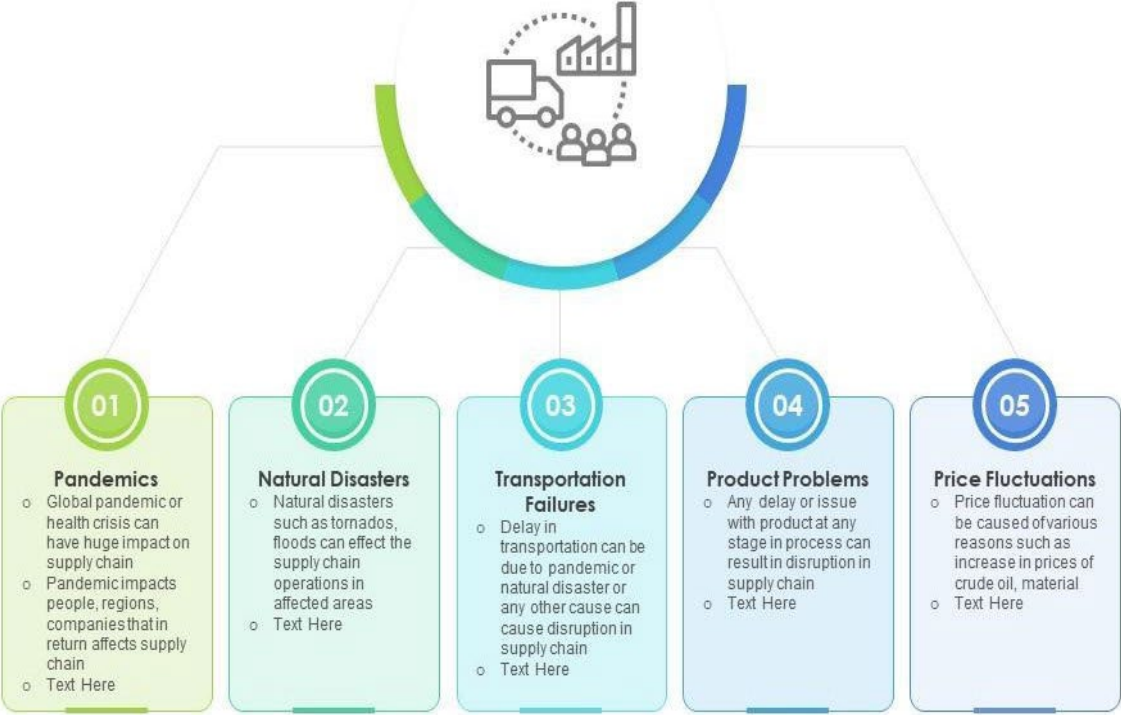 01
Pandemics
o Global pandemic or
health crisis can
have huge impact on
supply chain
o Pandemic impacts
people, regions,
companies that in
return affects supply
chain
o Text Here
02
Natural Disasters
o Natural disasters
such as tornados,
floods can effect the
supply chain
operations in
affected areas
o Text Here
03
Transportation
Failures
o Delay in
transportation can be
due to pandemic or
natural disaster or
any other cause can
cause disruption in
supply chain
o Text Here
04
Product Problems
o Any delay or issue
with product at any
stage in process can
result in disruption in
supply chain
o Text Here
05
Price Fluctuations
o Price fluctuation can
be caused of various
reasons such as
increase in prices of
crude oil, material
o Text Here